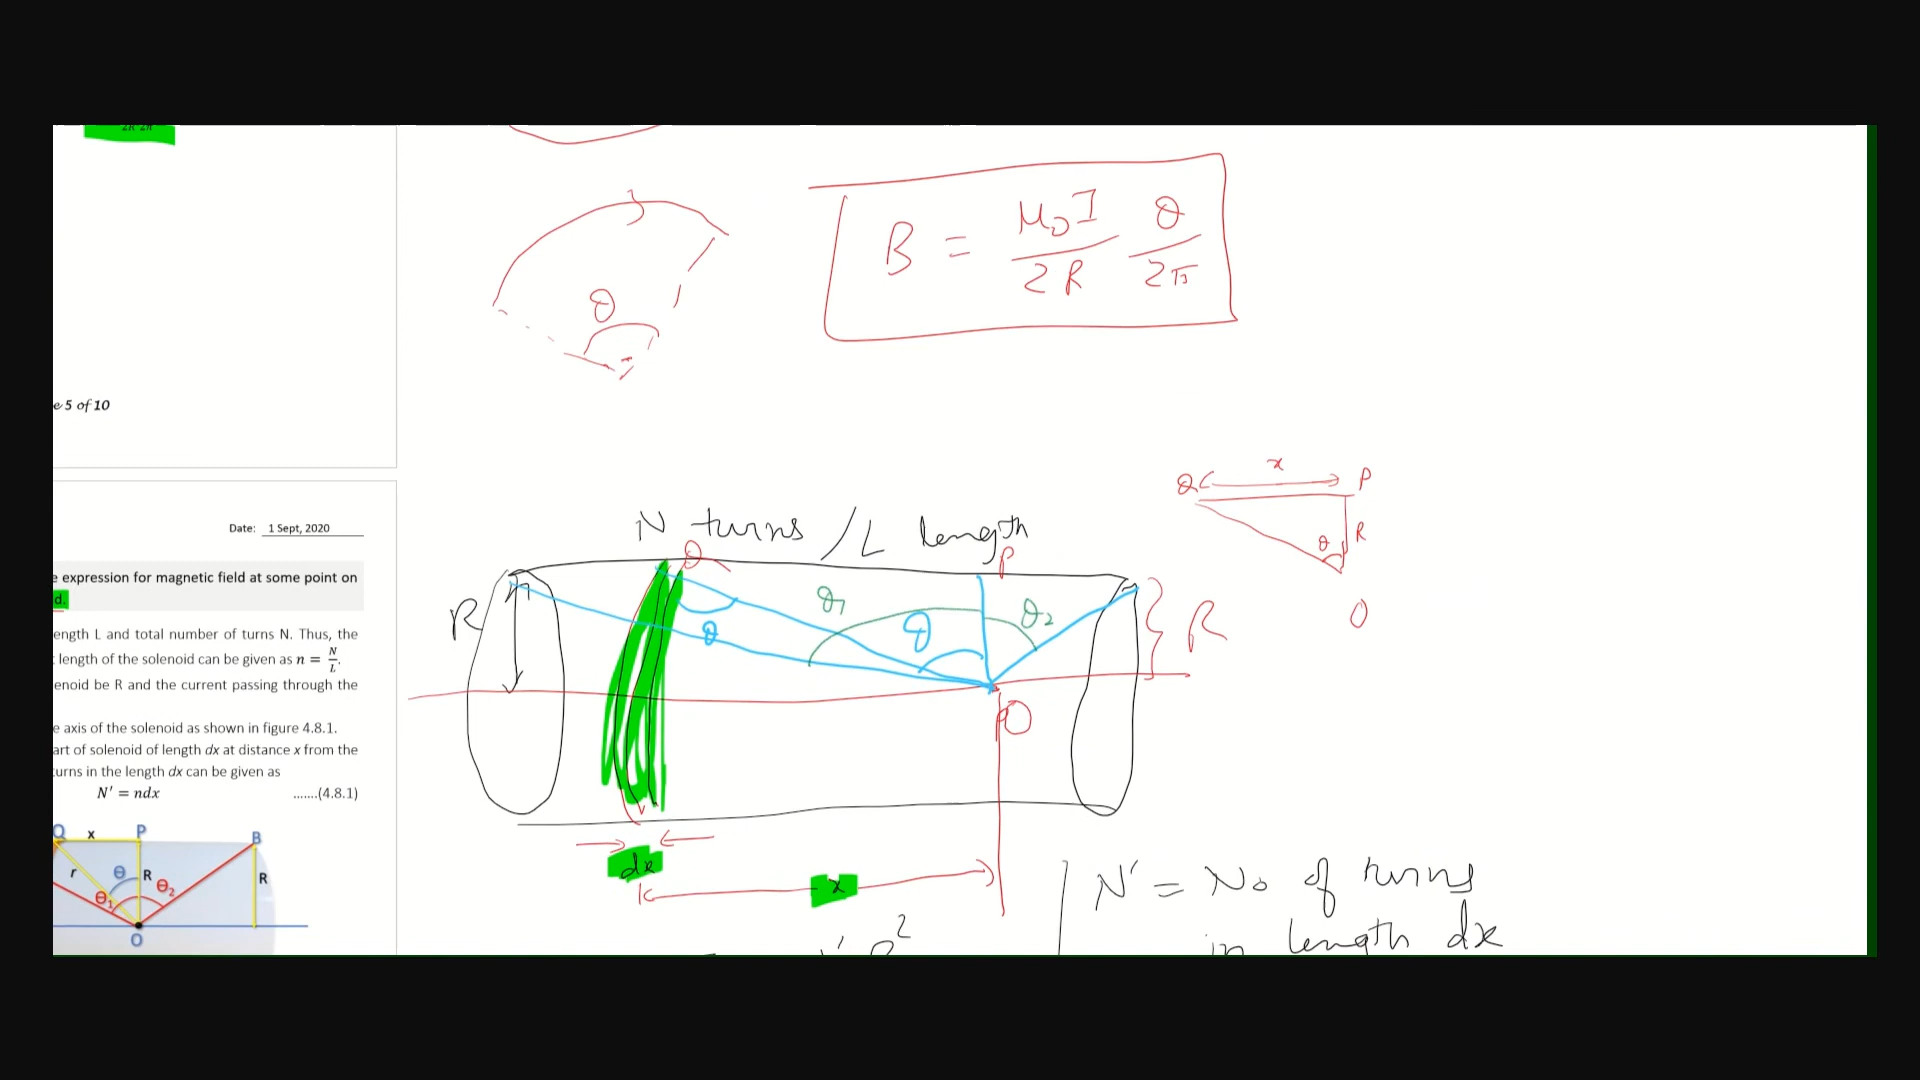 e 5 of 10
Date: 1 Sept, 2020
e expression for magnetic field at some point on
d.
ength L and total number of turns N. Thus, the
length of the solenoid can be given as n = N/L.
enoid be R and the current passing through the
e axis of the solenoid as shown in figure 4.8.1.
art of solenoid of length dx at distance x from the
urns in the length dx can be given as
N' = ndx .......(4.8.1)
Q x P B
r θ R θ2 R
θ1
O
B = μ0I/2R θ/2π
θ
N turns / L length
Q P
R θ1 θ2 R
θ θ
O
dx
x
Q x P
θ R
O
N' = No of turns
in length dx